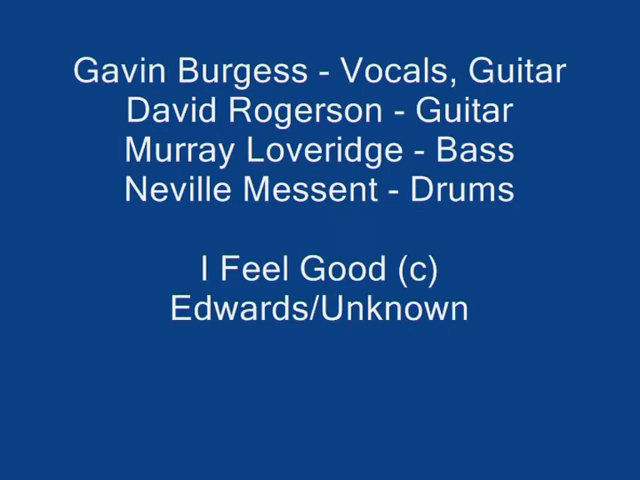 Gavin Burgess - Vocals, Guitar
David Rogerson - Guitar
Murray Loveridge - Bass
Neville Messent - Drums
I Feel Good (c)
Edwards/Unknown